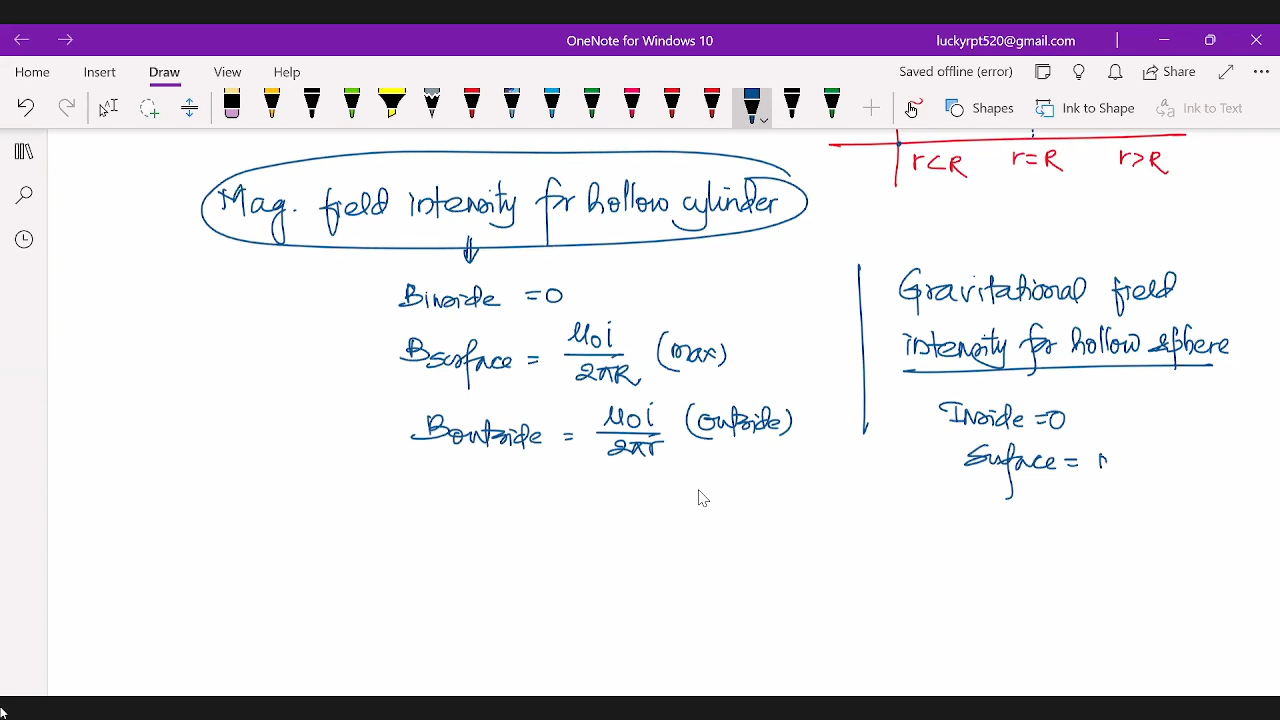 OneNote for Windows 10
luckyrpt520@gmail.com
Home Insert Draw View Help
Saved offline (error)
Share
Shapes
Ink to Shape
Ink to Text
r<R r=R r>R
Mag. field intensity for hollow cylinder
Binside =0
Bsurface = μ0i/2πR (max)
Boutside = μ0i/2πr (outside)
Gravitational field
intensity for hollow sphere
Inside =0
Surface =